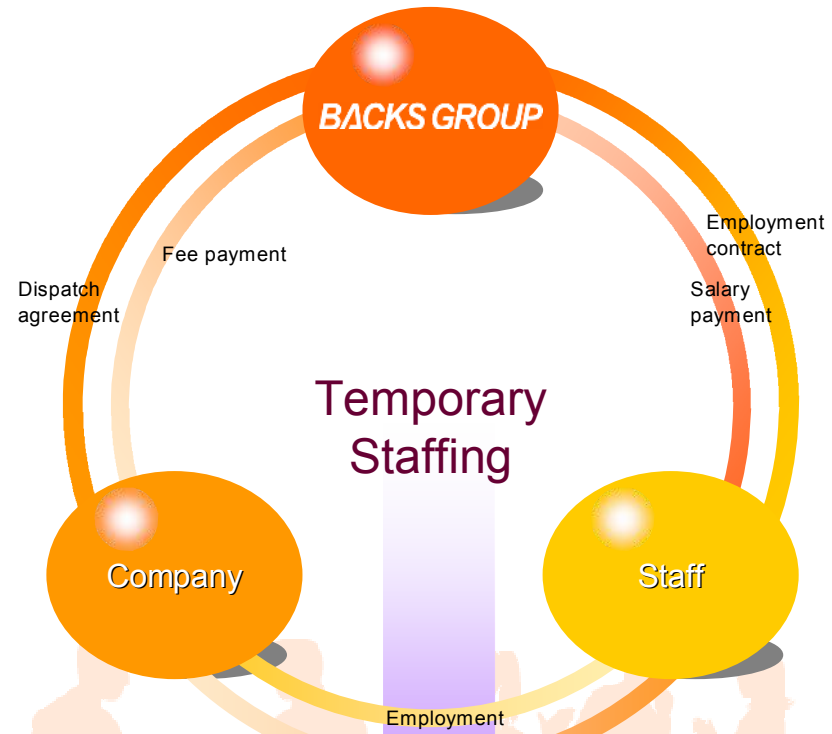 BACKS GROUP
Employment
contract
Fee payment
Dispatch
agreement
Salary
payment
Temporary
Staffing
Company
Staff
Employment